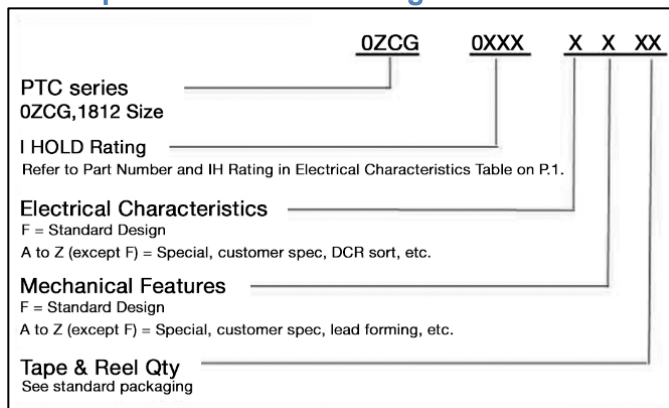 0ZCG 0XXX X X XX
PTC series
0ZCG,1812 Size
I HOLD Rating
Refer to Part Number and IH Rating in Electrical Characteristics Table on P.1.
Electrical Characteristics
F = Standard Design
A to Z (except F) = Special, customer spec, DCR sort, etc.
Mechanical Features
F = Standard Design
A to Z (except F) = Special, customer spec, lead forming, etc.
Tape & Reel Qty
See standard packaging